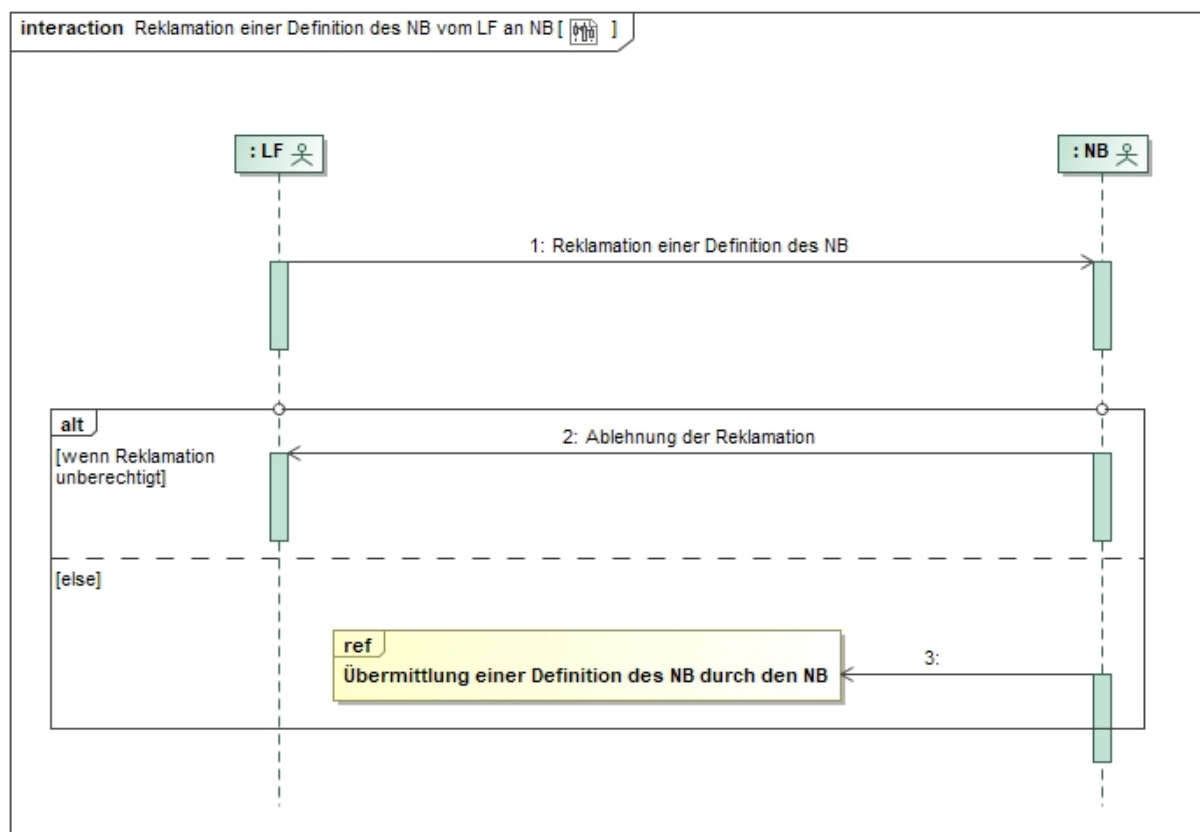 interaction Reklamation einer Definition des NB vom LF an NB [ ]
: LF
: NB
1: Reklamation einer Definition des NB
alt
2: Ablehnung der Reklamation
[wenn Reklamation
unberechtigt]
[else]
ref
3:
Übermittlung einer Definition des NB durch den NB